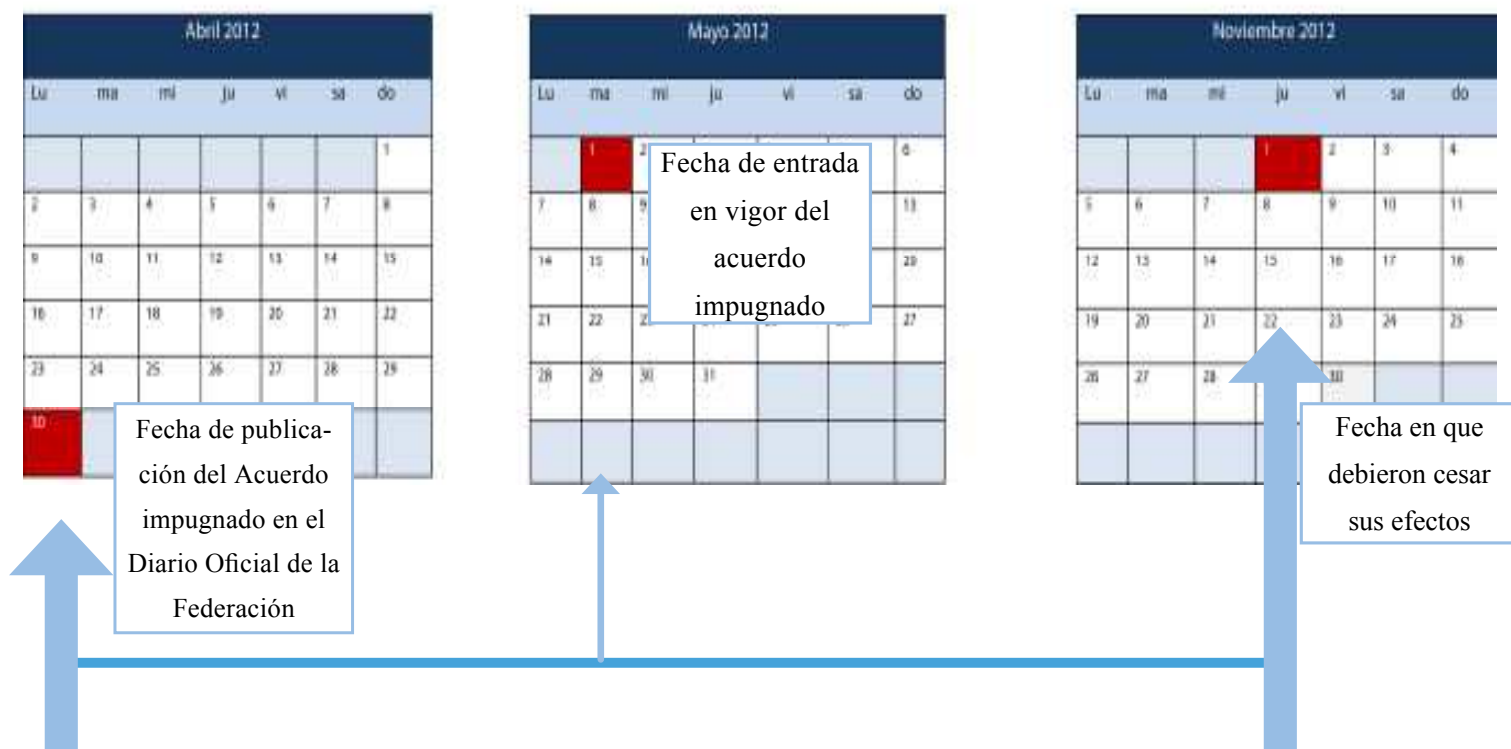 Abril 2012
Lu ma mi ju vi sa do
1
2 3 4 5 6 7 8
9 10 11 12 13 14 15
16 17 18 19 20 21 22
23 24 25 26 27 28 29
30
Fecha de publica-
ción del Acuerdo
impugnado en el
Diario Oficial de la
Federación
Mayo 2012
Lu ma mi ju vi sa do
1 2 6
7 8 9 13
14 15 20
21 22 27
28 29 30 31
Fecha de entrada
en vigor del
acuerdo
impugnado
Noviembre 2012
Lu ma mi ju vi sa do
1 2 3 4
5 6 7 8 9 10 11
12 13 14 15 16 17 18
19 20 21 22 23 24 25
26 27 28 30
Fecha en que
debieron cesar
sus efectos